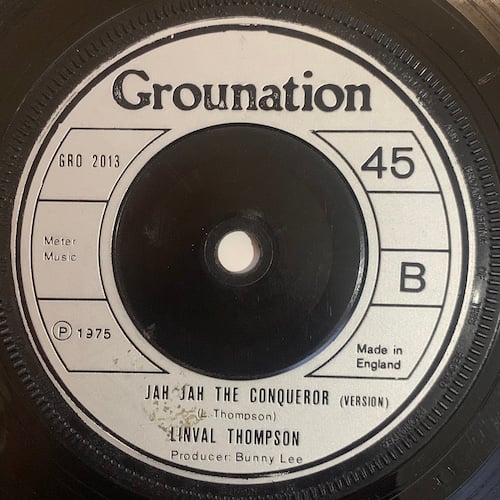 Grounation
GRO 2013
45
Meter
Music
B
Ⓟ 1975
Made in
England
JAH JAH THE CONQUEROR (VERSION)
(L. Thompson)
LINVAL THOMPSON
Producer: Bunny Lee